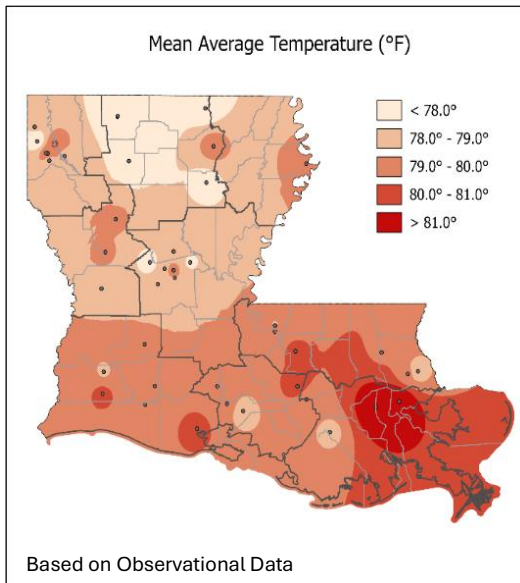 Mean Average Temperature (°F)
< 78.0°
78.0° - 79.0°
79.0° - 80.0°
80.0° - 81.0°
> 81.0°
Based on Observational Data